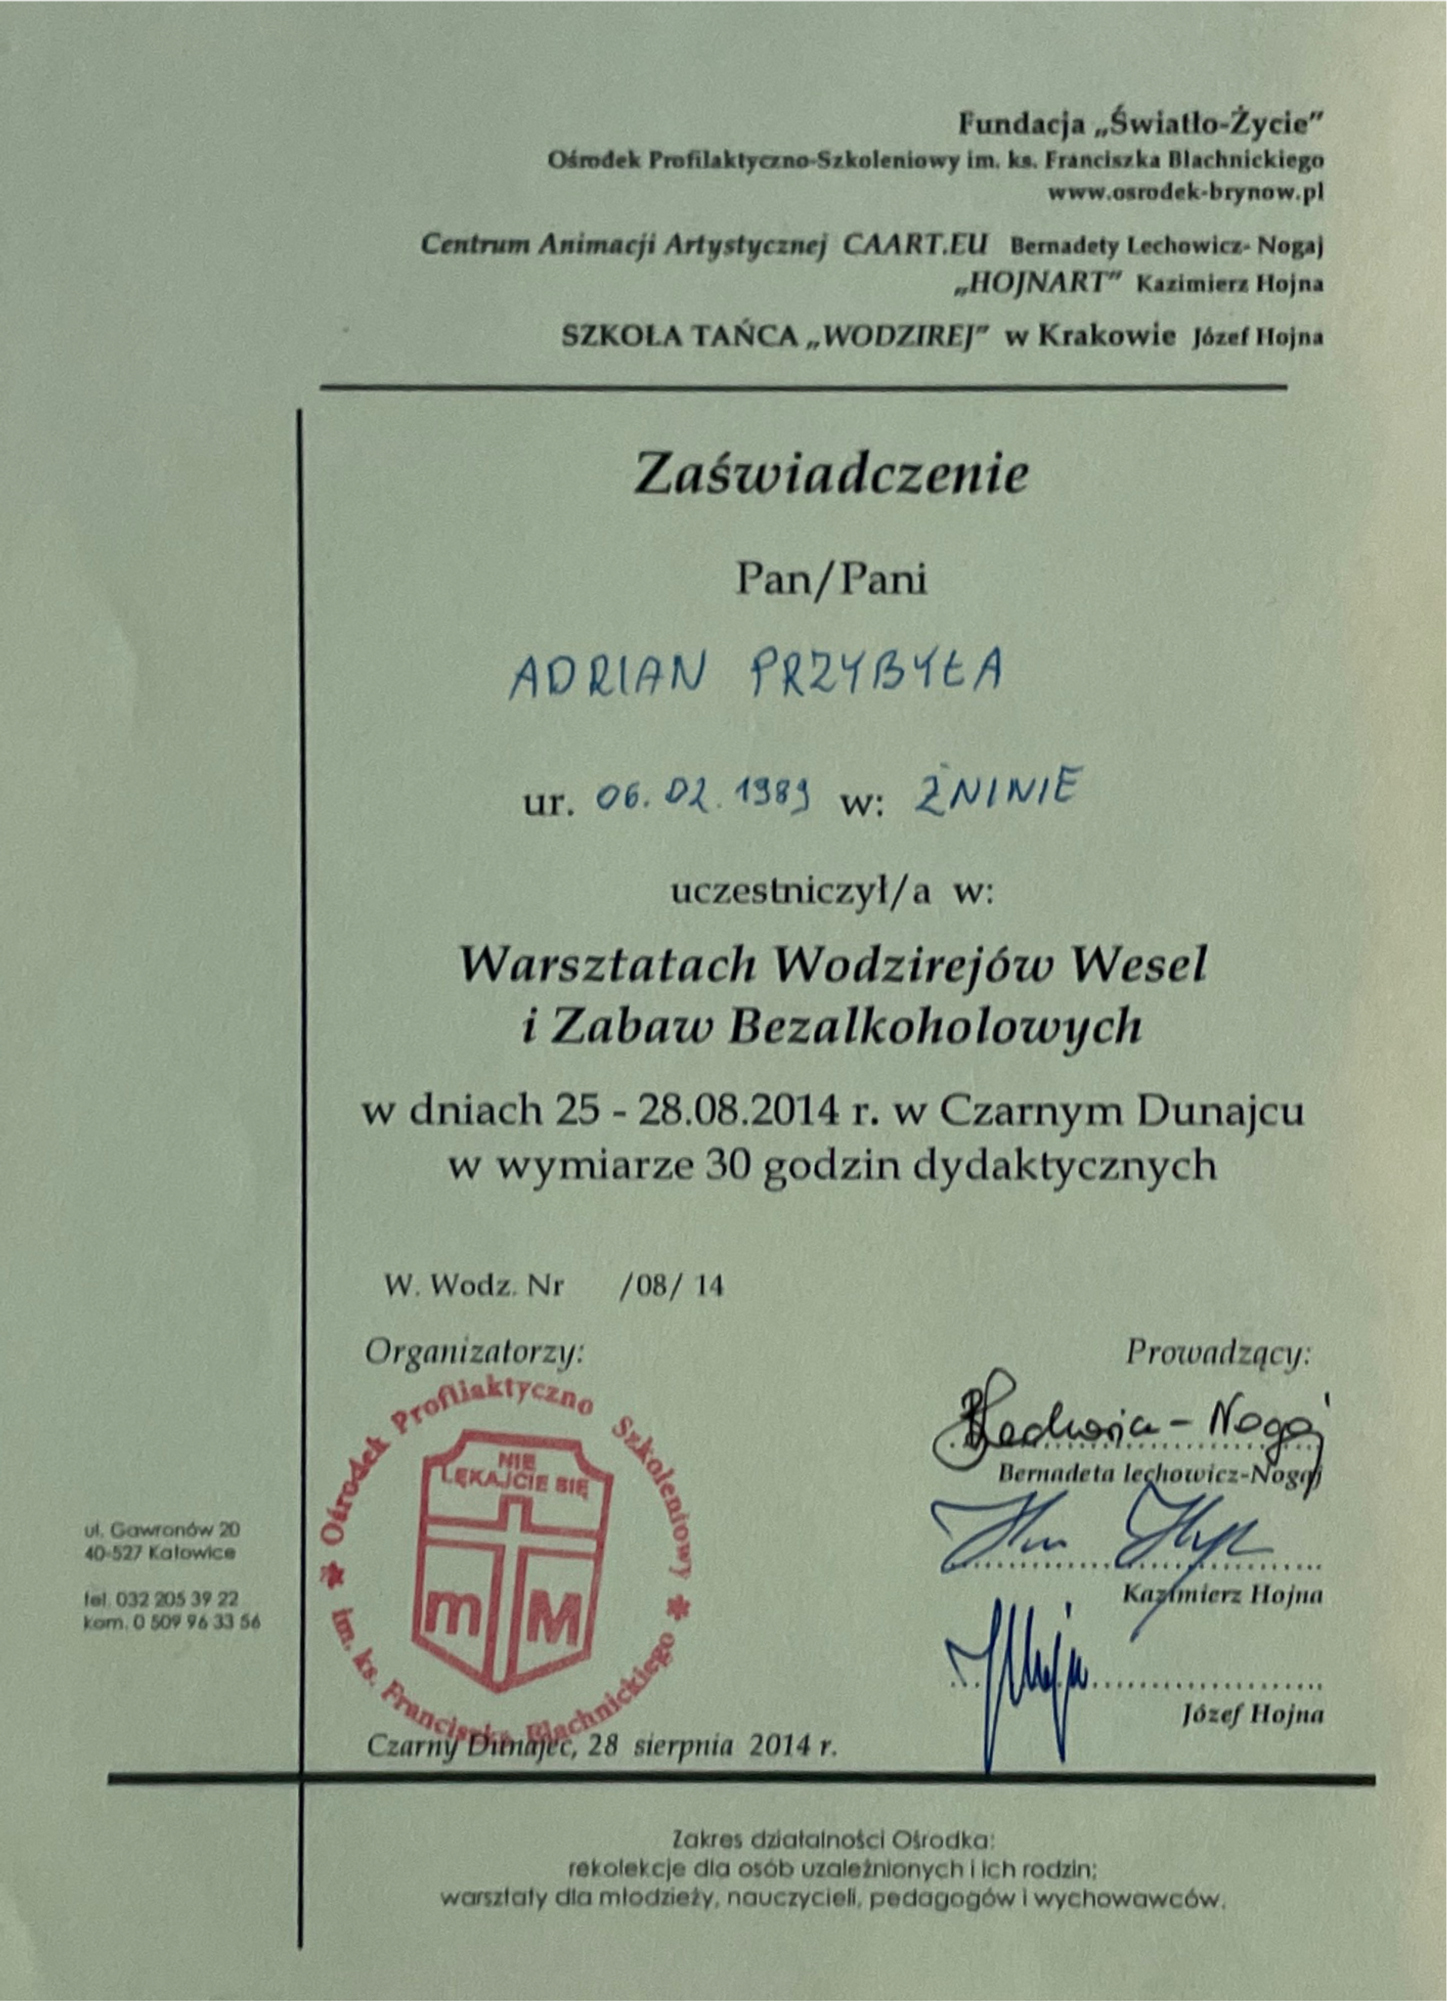 Fundacja „Światło-Życie”
Ośrodek Profilaktyczno-Szkoleniowy im. ks. Franciszka Blachnickiego
www.osrodek-brynow.pl
Centrum Animacji Artystycznej CAART.EU Bernadety Lechowicz- Nogaj
„HOJNART” Kazimierz Hojna
SZKOŁA TAŃCA „WODZIREJ” w Krakowie Józef Hojna
Zaświadczenie
Pan/Pani
ADRIAN PRZYBYŁA
ur. 06.02.1989 w: ŻNINIE
uczestniczył/a w:
Warsztatach Wodzirejów Wesel
i Zabaw Bezalkoholowych
w dniach 25 - 28.08.2014 r. w Czarnym Dunajcu
w wymiarze 30 godzin dydaktycznych
W. Wodz. Nr /08/ 14
Organizatorzy:
Prowadzący:
Ośrodek Profilaktyczno Szkoleniowy
im. ks. Franciszka Blachnickiego
NIE
LĘKAJCIE SIĘ
m M
Lechowicz-Nogaj
Bernadeta lechowicz-Nogaj
Kazimierz Hojna
Józef Hojna
ul. Gawronów 20
40-527 Katowice
tel. 032 205 39 22
kom. 0 509 96 33 56
Czarny Dunajec, 28 sierpnia 2014 r.
Zakres działalności Ośrodka:
rekolekcje dla osób uzależnionych i ich rodzin;
warsztaty dla młodzieży, nauczycieli, pedagogów i wychowawców.